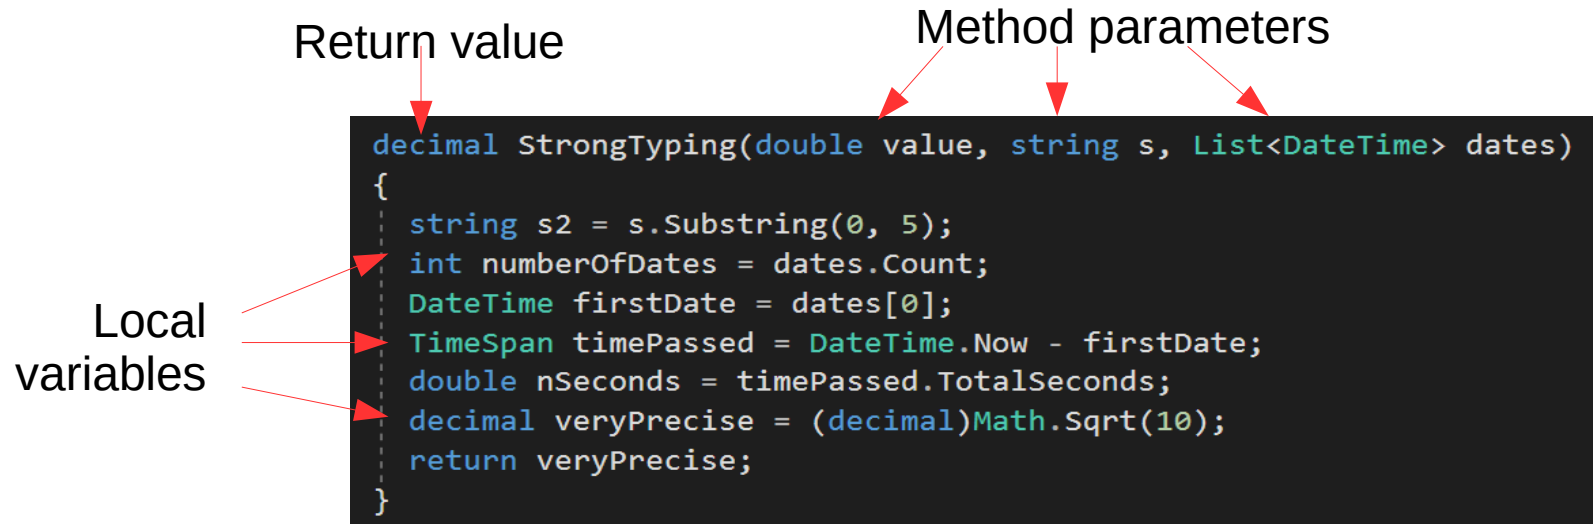 Return value
Method parameters
decimal StrongTyping(double value, string s, List<DateTime> dates)
{
string s2 = s.Substring(0, 5);
int numberOfDates = dates.Count;
DateTime firstDate = dates[0];
TimeSpan timePassed = DateTime.Now - firstDate;
double nSeconds = timePassed.TotalSeconds;
decimal veryPrecise = (decimal)Math.Sqrt(10);
return veryPrecise;
}
Local
variables